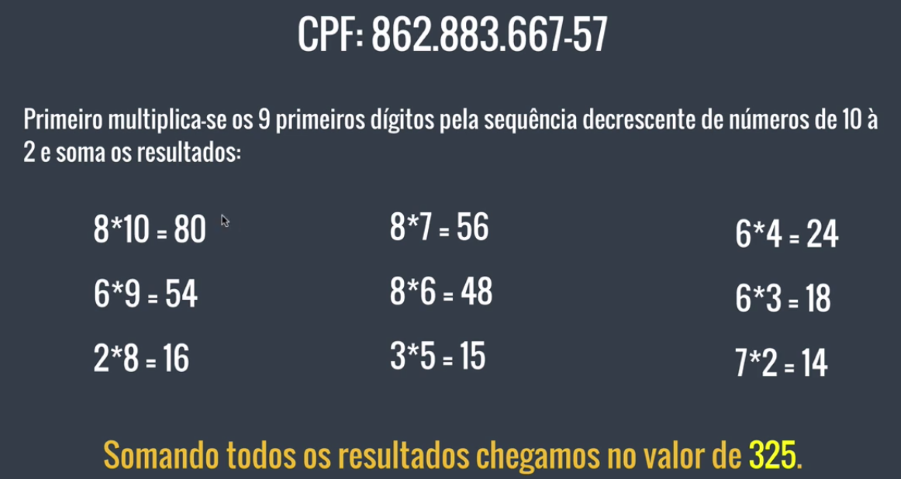 CPF: 862.883.667-57
Primeiro multiplica-se os 9 primeiros dígitos pela sequência decrescente de números de 10 à
2 e soma os resultados:
8*10 = 80
6*9 = 54
2*8 = 16
8*7 = 56
8*6 = 48
3*5 = 15
6*4 = 24
6*3 = 18
7*2 = 14
Somando todos os resultados chegamos no valor de 325.